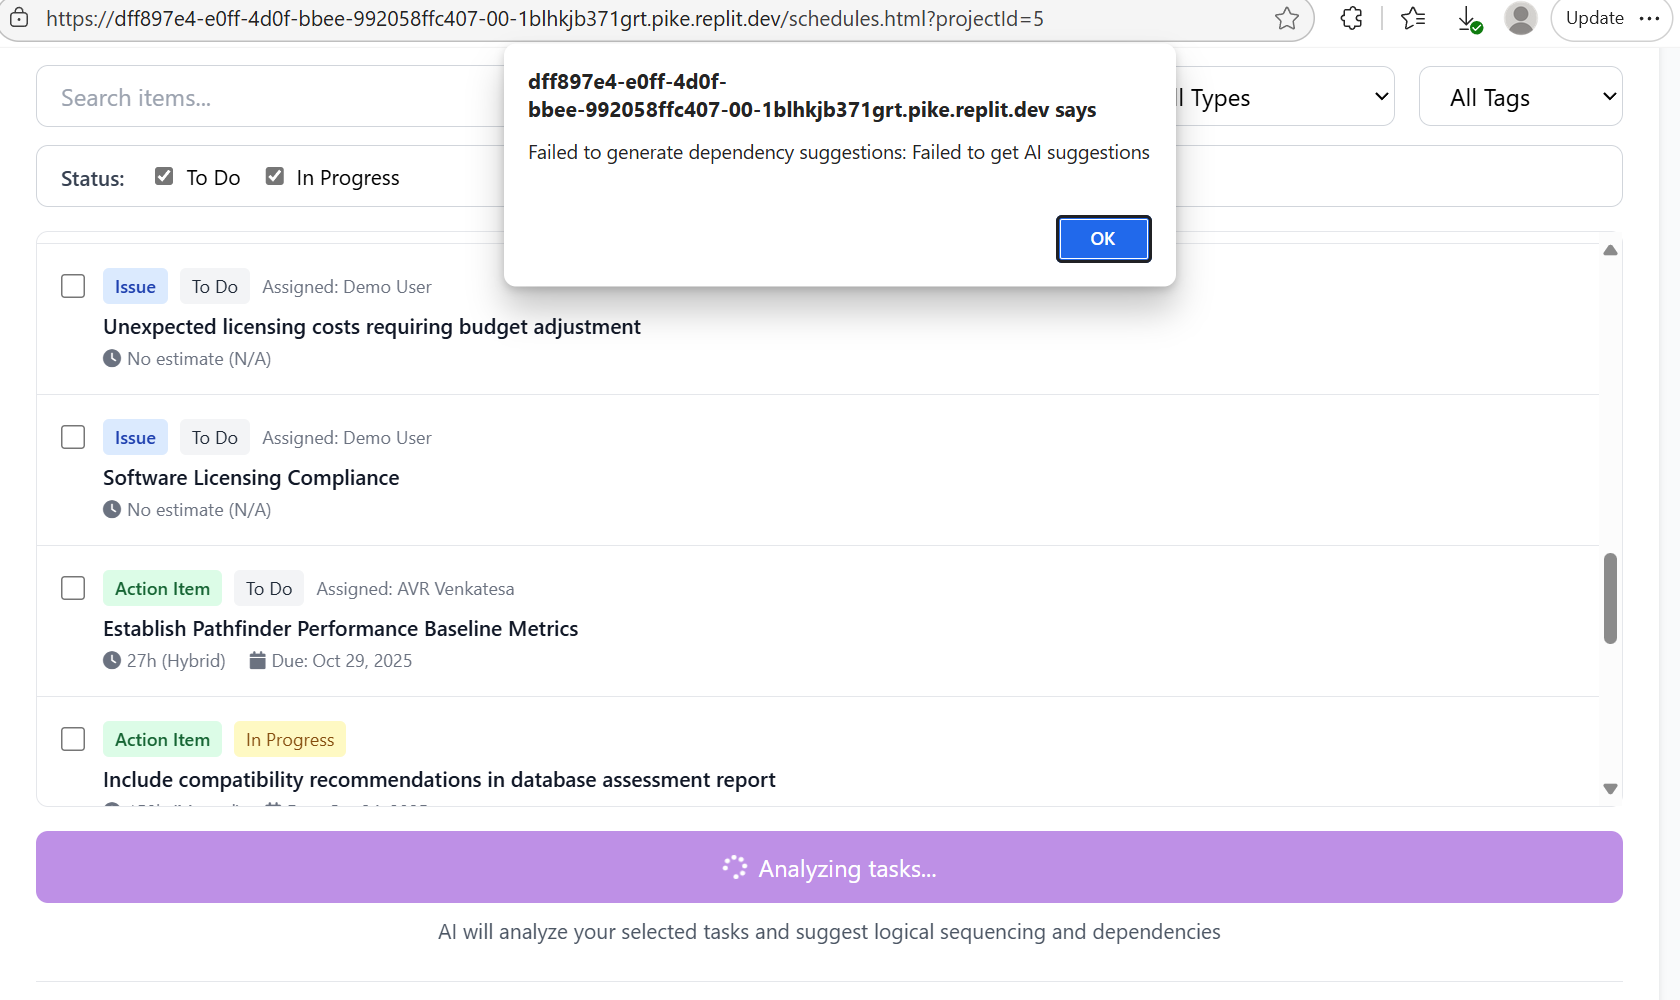 https://dff897e4-e0ff-4d0f-bbee-992058ffc407-00-1blhkjb371grt.pike.replit.dev/schedules.html?projectId=5
Update
dff897e4-e0ff-4d0f-
bbee-992058ffc407-00-1blhkjb371grt.pike.replit.dev says
Failed to generate dependency suggestions: Failed to get AI suggestions
OK
Search items...
Types
All Tags
Status: To Do In Progress
Issue To Do Assigned: Demo User
Unexpected licensing costs requiring budget adjustment
No estimate (N/A)
Issue To Do Assigned: Demo User
Software Licensing Compliance
No estimate (N/A)
Action Item To Do Assigned: AVR Venkatesa
Establish Pathfinder Performance Baseline Metrics
27h (Hybrid) Due: Oct 29, 2025
Action Item In Progress
Include compatibility recommendations in database assessment report
Analyzing tasks...
AI will analyze your selected tasks and suggest logical sequencing and dependencies